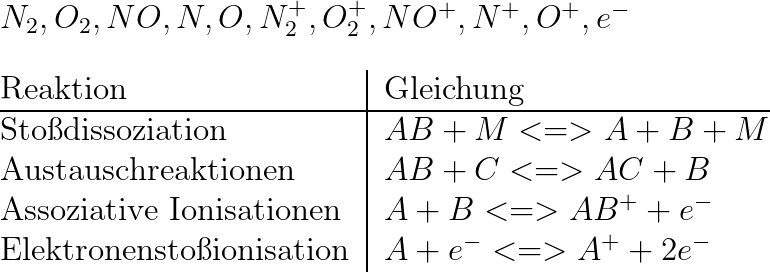 N₂, O₂, NO, N, O, N₂⁺, O₂⁺, NO⁺, N⁺, O⁺, e⁻
Reaktion Gleichung
Stoßdissoziation AB + M <=> A + B + M
Austauschreaktionen AB + C <=> AC + B
Assoziative Ionisationen A + B <=> AB⁺ + e⁻
Elektronenstoßionisation A + e⁻ <=> A⁺ + 2e⁻